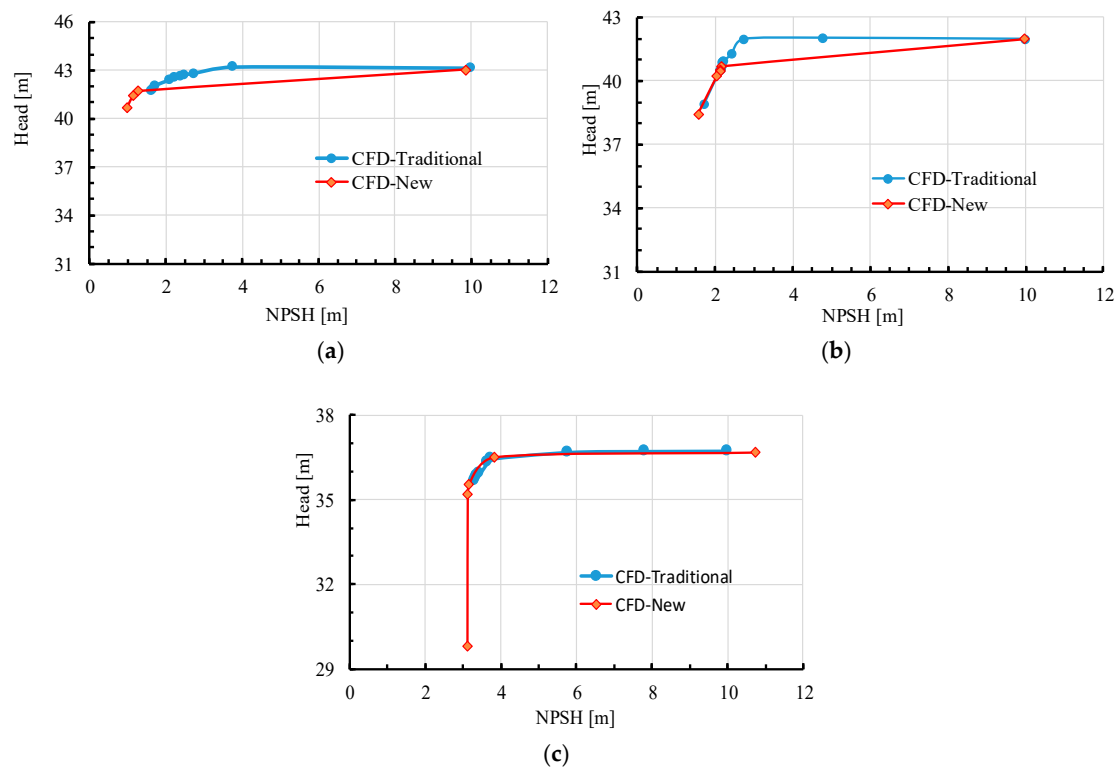 46
43
40
37
34
31
Head [m]
CFD-Traditional
CFD-New
0 2 4 6 8 10 12
NPSH [m]
(a)
43
40
37
34
31
Head [m]
CFD-Traditional
CFD-New
0 2 4 6 8 10 12
NPSH [m]
(b)
38
35
32
29
Head [m]
CFD-Traditional
CFD-New
0 2 4 6 8 10 12
NPSH [m]
(c)